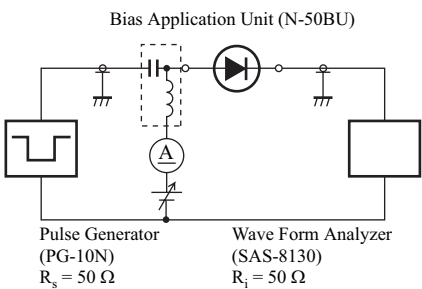 Bias Application Unit (N-50BU)
A
Pulse Generator
(PG-10N)
Rs = 50 Ω
Wave Form Analyzer
(SAS-8130)
Ri = 50 Ω